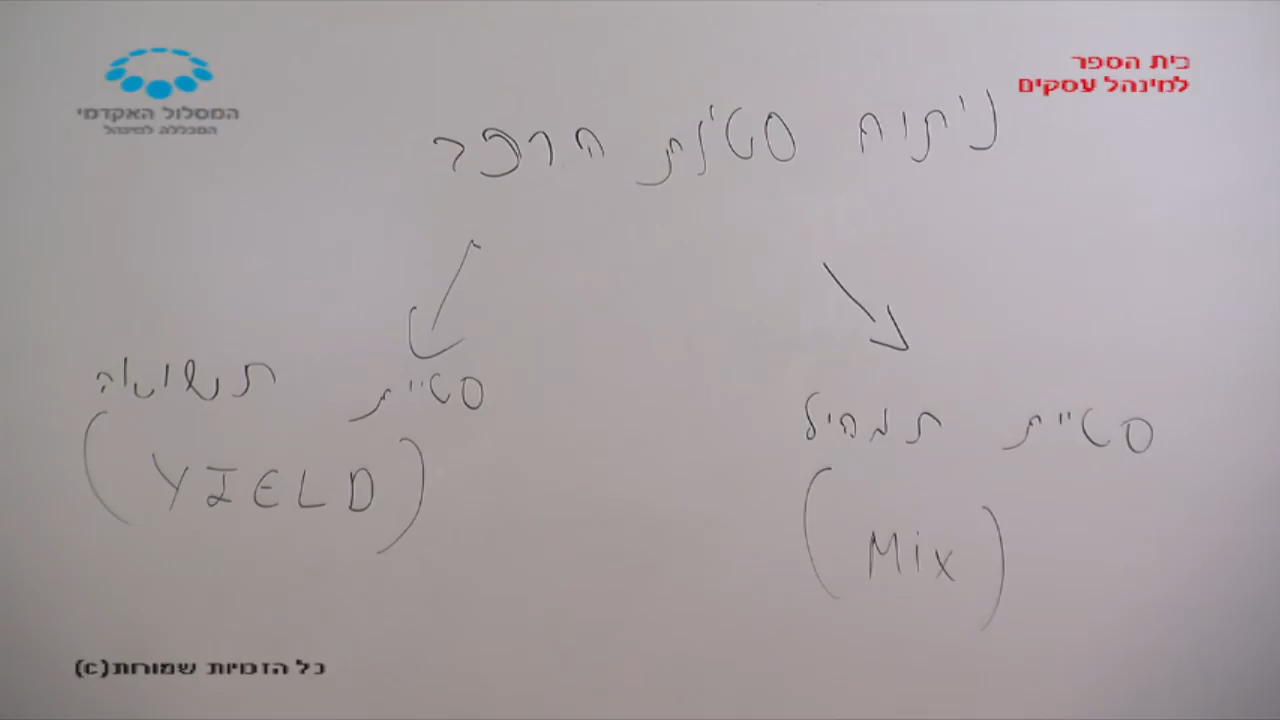 בית הספר
למינהל עסקים
המסלול האקדמי
המכללה למינהל
ניתוח סטיות הרכב
סטיית תמהיל
(Mix)
סטיית תשואה
(YIELD)
כל הזכויות שמורות(c)